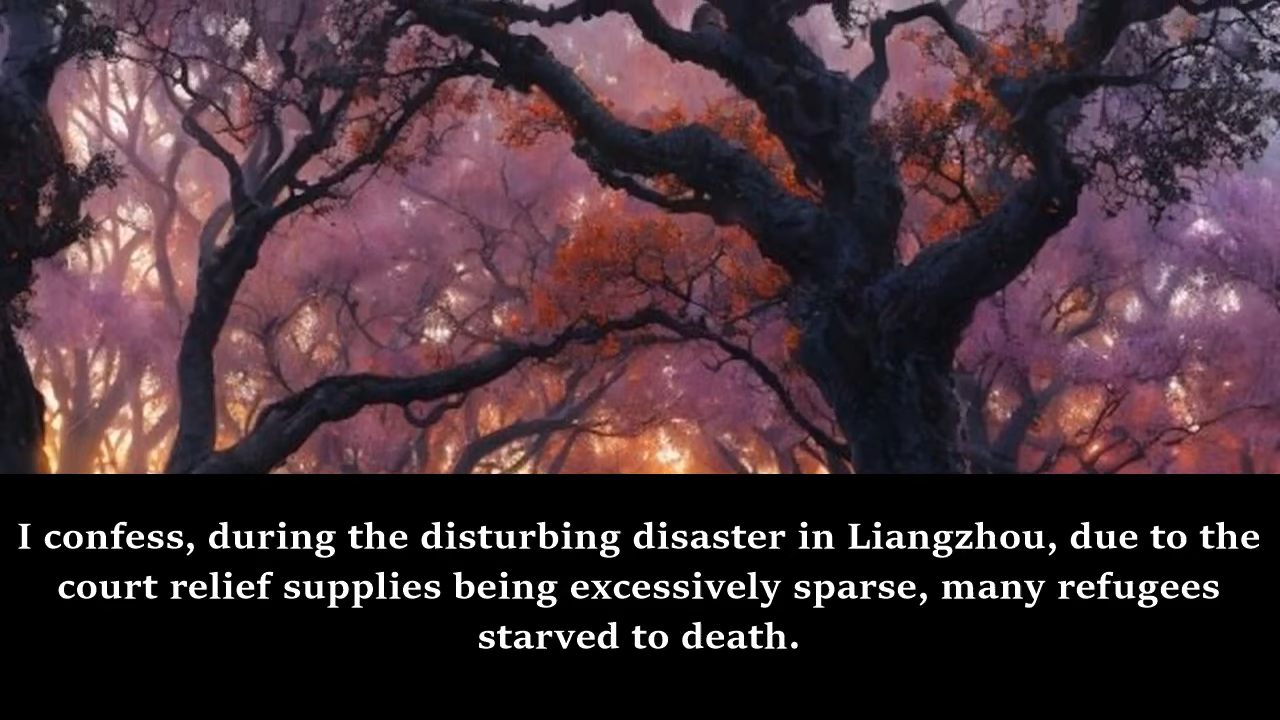 I confess, during the disturbing disaster in Liangzhou, due to the
court relief supplies being excessively sparse, many refugees
starved to death.